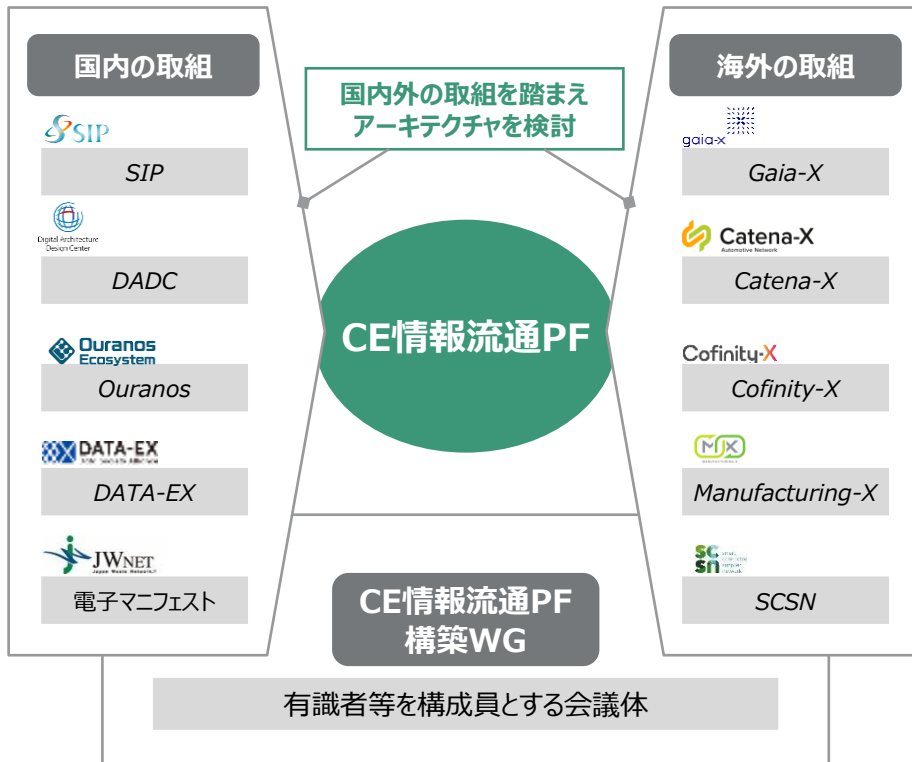 国内の取組
SIP
SIP
Digital Architecture
Design Center
DADC
Ouranos
Ecosystem
Ouranos
DATA-EX
DATA-EX
JWNET
Japan Waste Network
電子マニフェスト
国内外の取組を踏まえ
アーキテクチャを検討
CE情報流通PF
CE情報流通PF
構築WG
有識者等を構成員とする会議体
海外の取組
gaia-x
Gaia-X
Catena-X
Automotive Network
Catena-X
Cofinity-X
Cofinity-X
Manufacturing-X
SCSN
SCSN